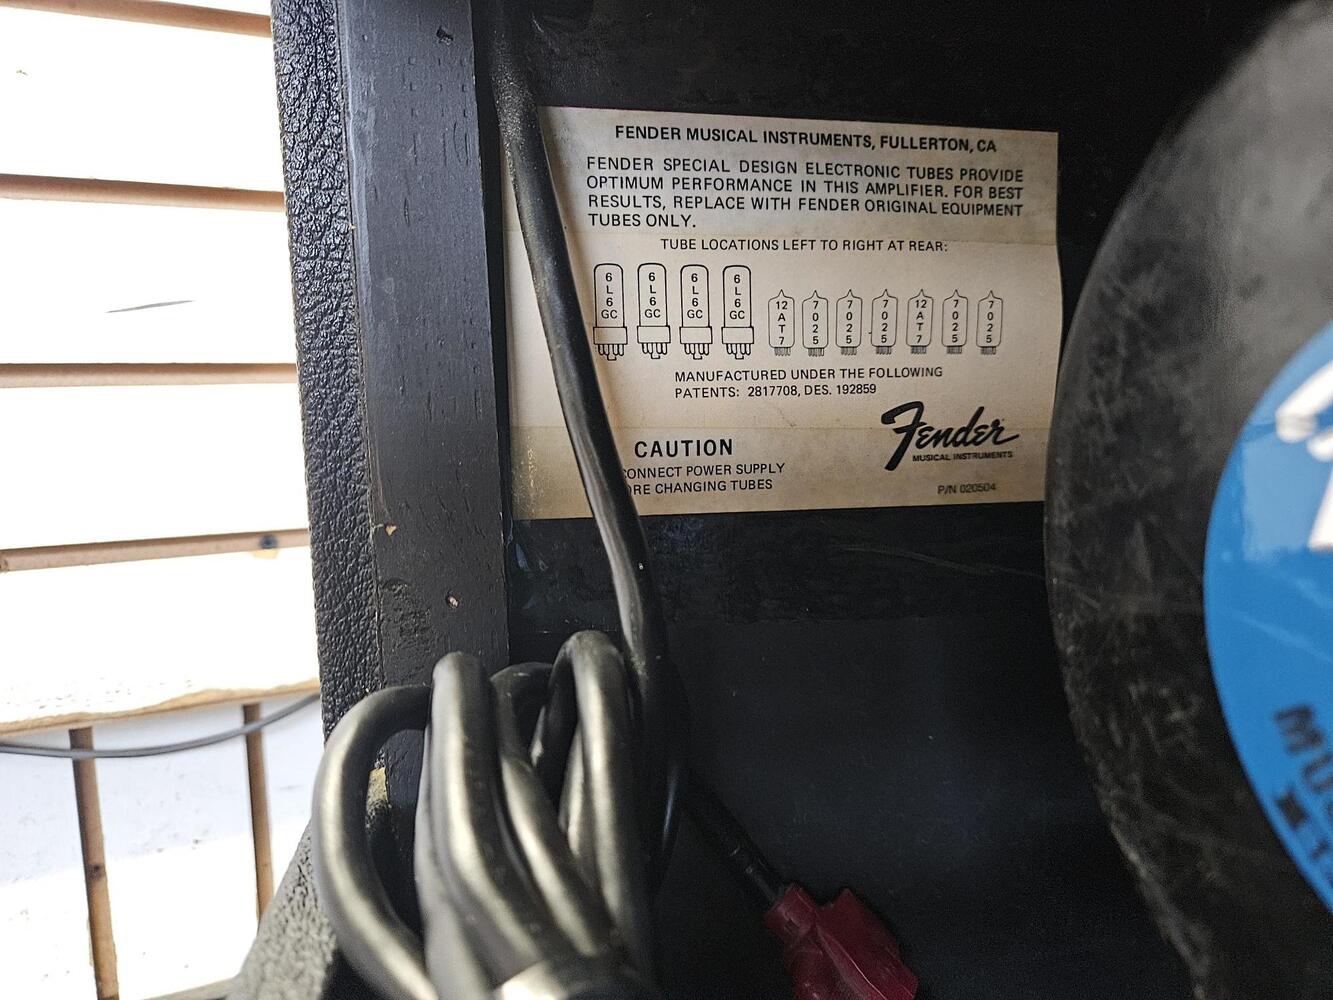 FENDER MUSICAL INSTRUMENTS, FULLERTON, CA
FENDER SPECIAL DESIGN ELECTRONIC TUBES PROVIDE
OPTIMUM PERFORMANCE IN THIS AMPLIFIER. FOR BEST
RESULTS, REPLACE WITH FENDER ORIGINAL EQUIPMENT
TUBES ONLY.
TUBE LOCATIONS LEFT TO RIGHT AT REAR:
6L6GC 6L6GC 6L6GC 6L6GC 12AT7 7025 7025 7025 12AT7 7025 7025
MANUFACTURED UNDER THE FOLLOWING
PATENTS: 2817708, DES. 192859
CAUTION
CONNECT POWER SUPPLY
ORE CHANGING TUBES
Fender
MUSICAL INSTRUMENTS
P/N 020504